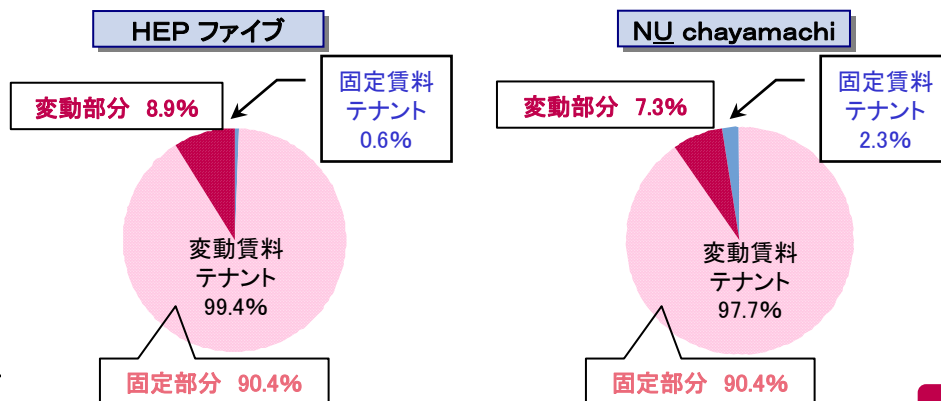 HEP ファイブ
変動部分 8.9%
固定賃料
テナント
0.6%
変動賃料
テナント
99.4%
固定部分 90.4%
NU chayamachi
変動部分 7.3%
固定賃料
テナント
2.3%
変動賃料
テナント
97.7%
固定部分 90.4%